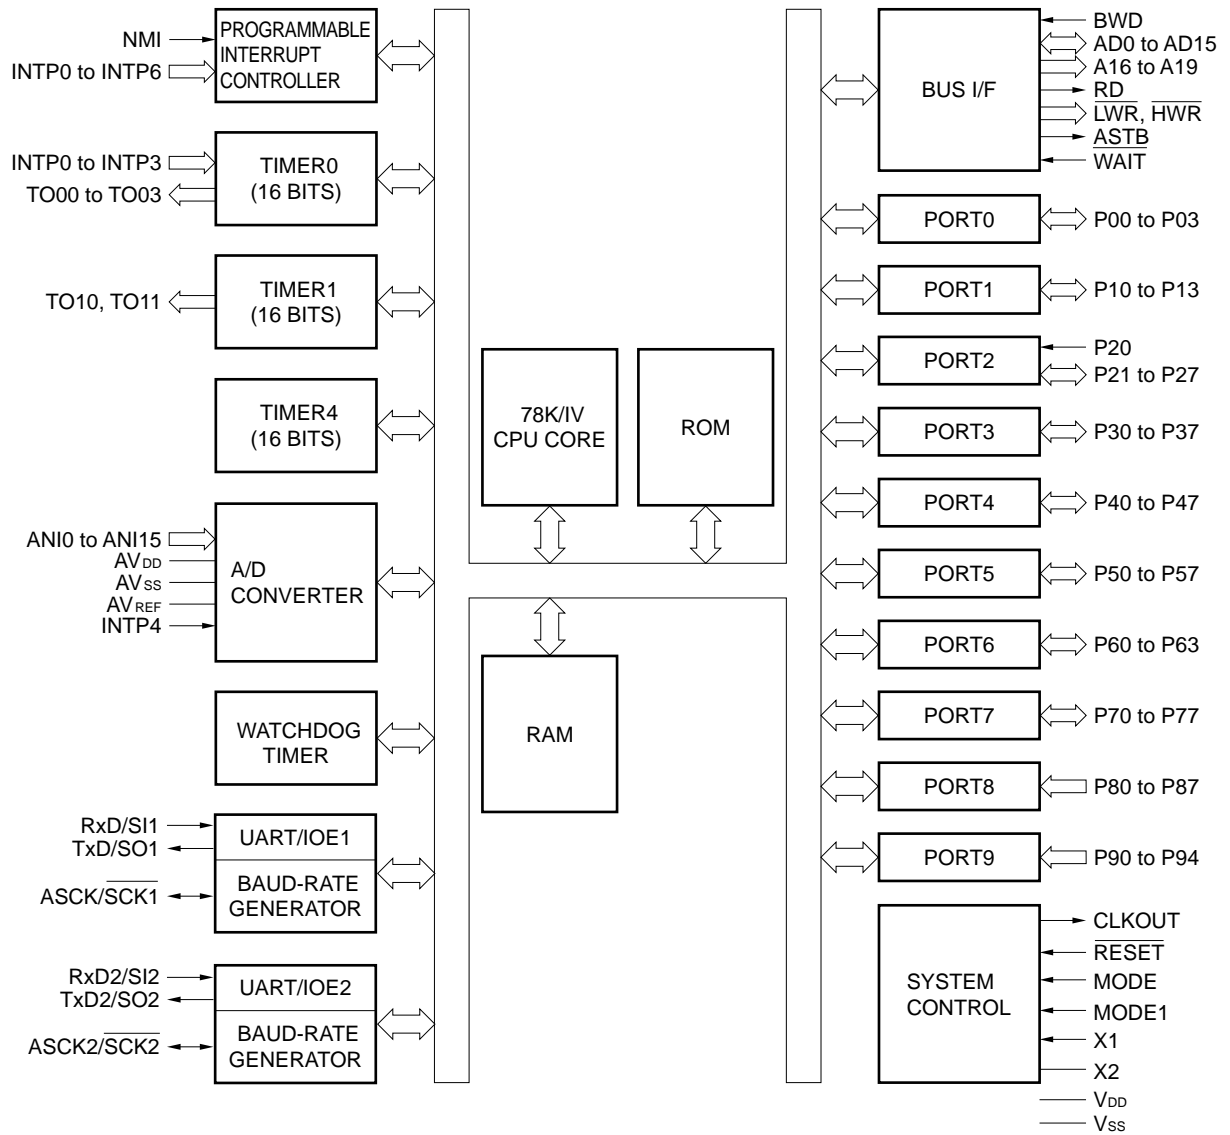 NMI
INTP0 to INTP6
PROGRAMMABLE
INTERRUPT
CONTROLLER
INTP0 to INTP3
TO00 to TO03
TIMER0
(16 BITS)
TO10, TO11
TIMER1
(16 BITS)
TIMER4
(16 BITS)
ANI0 to ANI15
AVDD
AVSS
AVREF
INTP4
A/D
CONVERTER
WATCHDOG
TIMER
RxD/SI1
TxD/SO1
ASCK/SCK1
UART/IOE1
BAUD-RATE
GENERATOR
RxD2/SI2
TxD2/SO2
ASCK2/SCK2
UART/IOE2
BAUD-RATE
GENERATOR
78K/IV
CPU CORE
ROM
RAM
BUS I/F
BWD
AD0 to AD15
A16 to A19
RD
LWR, HWR
ASTB
WAIT
PORT0
P00 to P03
PORT1
P10 to P13
PORT2
P20
P21 to P27
PORT3
P30 to P37
PORT4
P40 to P47
PORT5
P50 to P57
PORT6
P60 to P63
PORT7
P70 to P77
PORT8
P80 to P87
PORT9
P90 to P94
SYSTEM
CONTROL
CLKOUT
RESET
MODE
MODE1
X1
X2
VDD
VSS